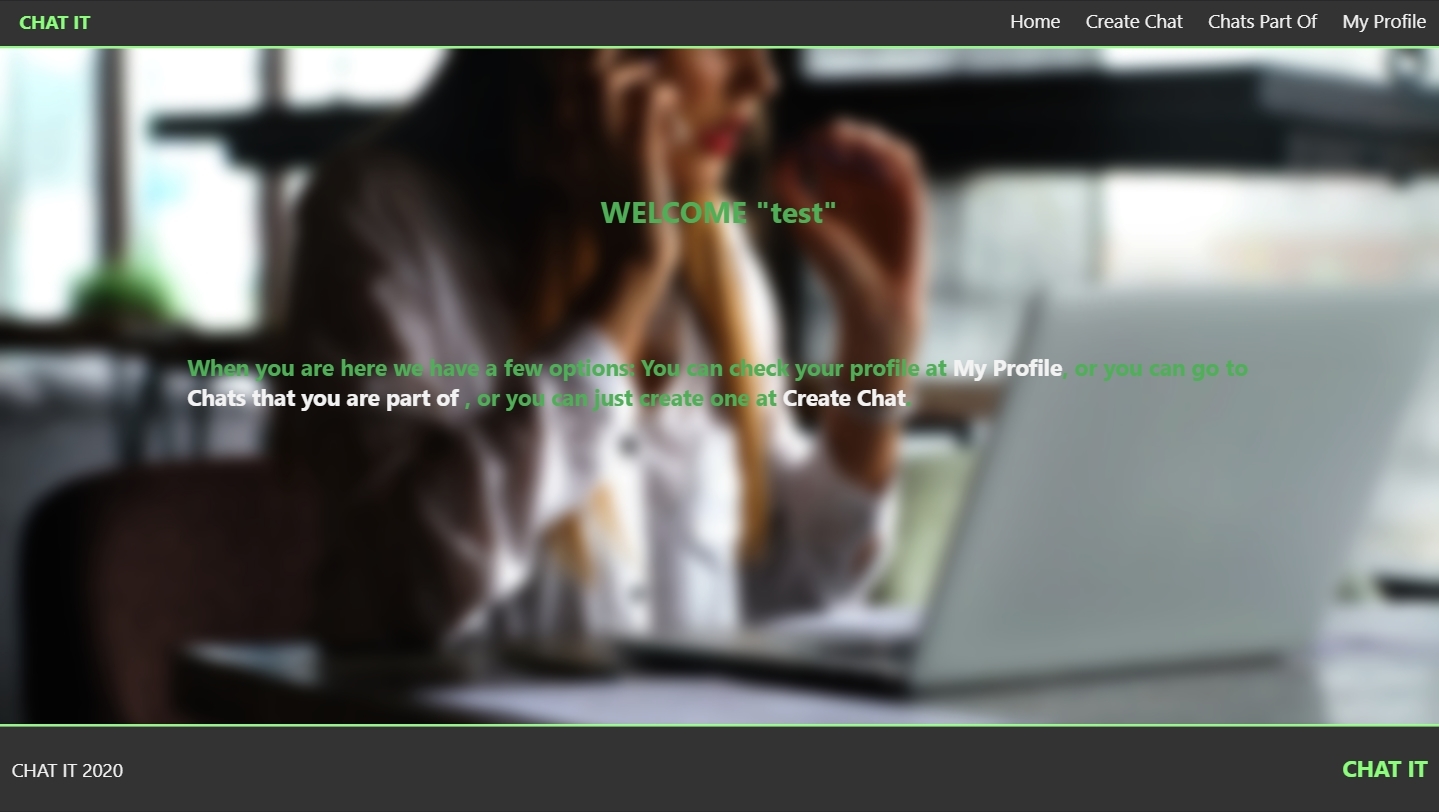 CHAT IT
Home Create Chat Chats Part Of My Profile
WELCOME "test"
When you are here we have a few options: You can check your profile at My Profile, or you can go to
Chats that you are part of , or you can just create one at Create Chat.
CHAT IT 2020
CHAT IT